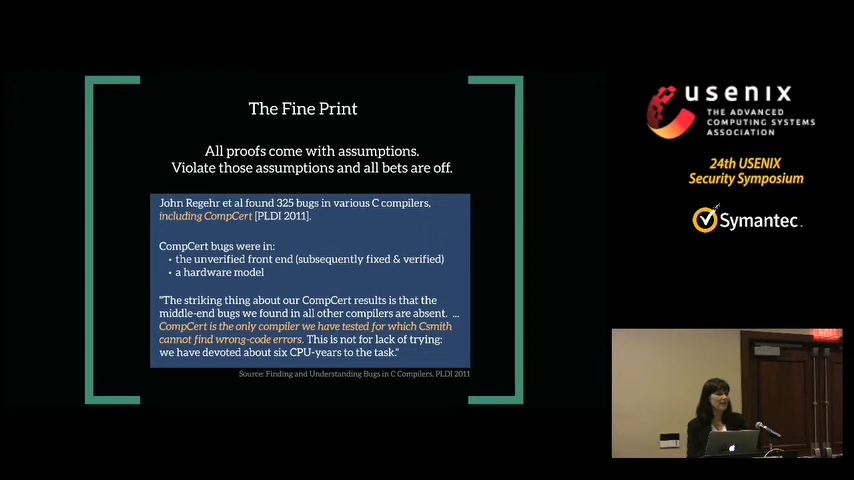 The Fine Print
All proofs come with assumptions.
Violate those assumptions and all bets are off.
John Regehr et al found 325 bugs in various C compilers,
including CompCert [PLDI 2011].
CompCert bugs were in:
• the unverified front end (subsequently fixed & verified)
• a hardware model
"The striking thing about our CompCert results is that the
middle-end bugs we found in all other compilers are absent. ...
CompCert is the only compiler we have tested for which Csmith
cannot find wrong-code errors. This is not for lack of trying:
we have devoted about six CPU-years to the task."
Source: Finding and Understanding Bugs in C Compilers, PLDI 2011
usenix
THE ADVANCED
COMPUTING SYSTEMS
ASSOCIATION
24th USENIX
Security Symposium
Symantec.